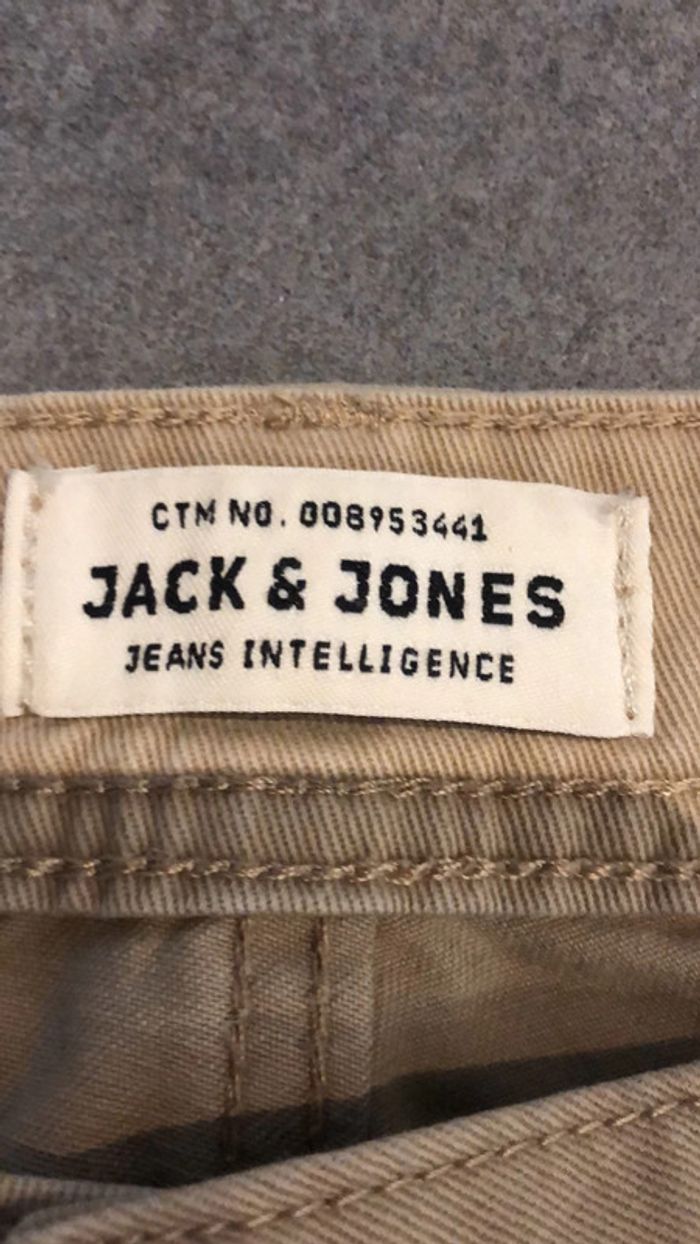 CTM NO. 008953441
JACK & JONES
JEANS INTELLIGENCE